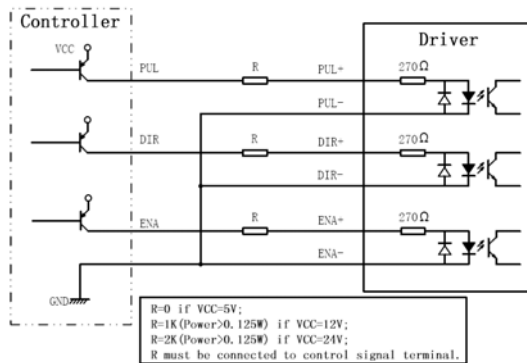 Controller
Driver
VCC
PUL
R
PUL+
270Ω
PUL-
DIR
R
DIR+
270Ω
DIR-
ENA
R
ENA+
270Ω
ENA-
GND
R=0 if VCC=5V;
R=1K(Power>0.125W) if VCC=12V;
R=2K(Power>0.125W) if VCC=24V;
R must be connected to control signal terminal.